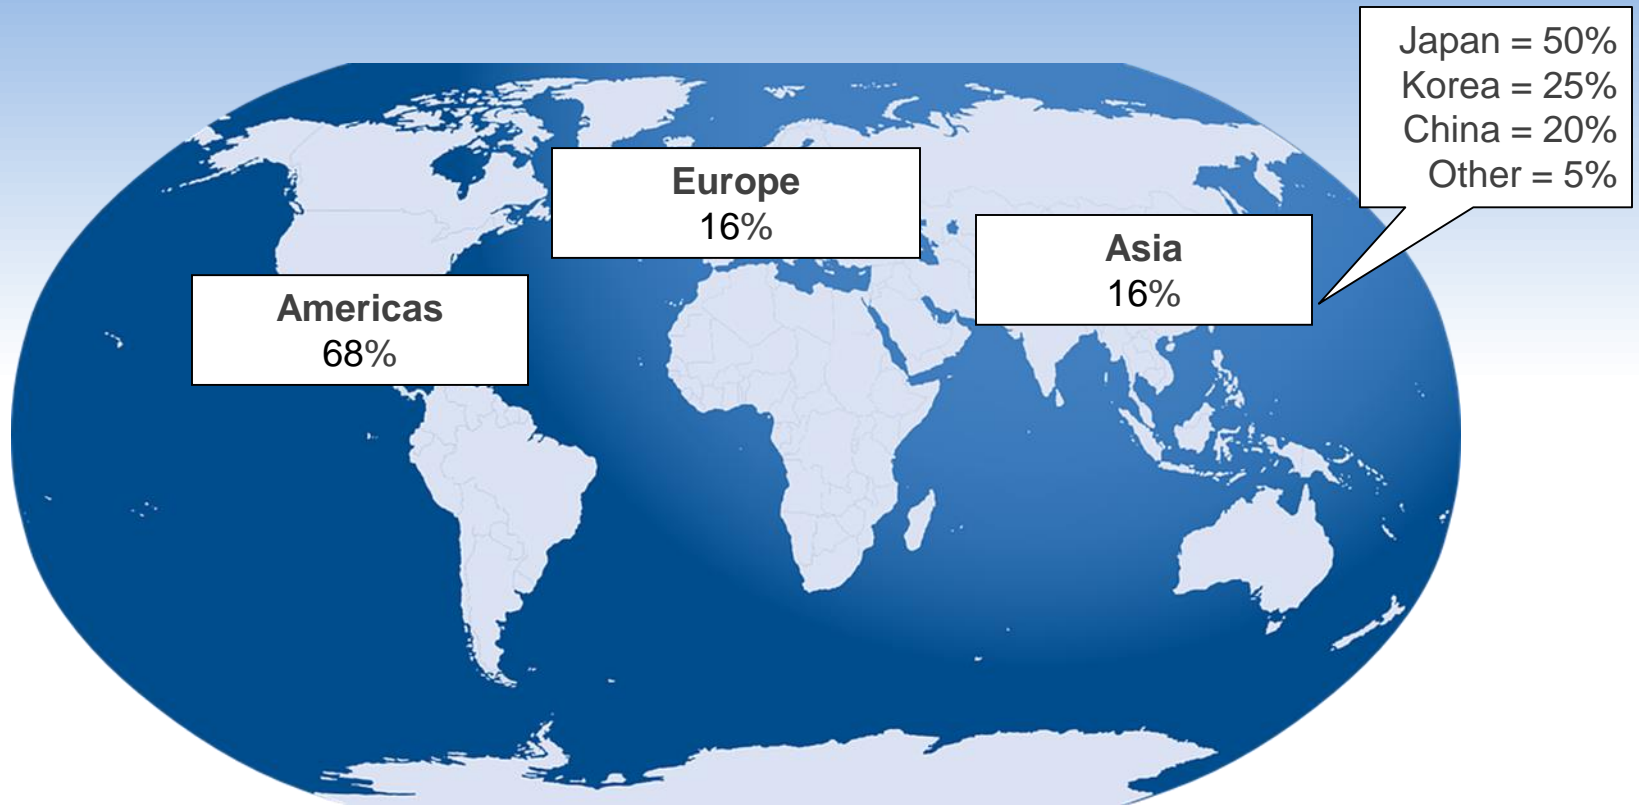 Japan = 50%
Korea = 25%
China = 20%
Other = 5%
Europe
16%
Asia
16%
Americas
68%